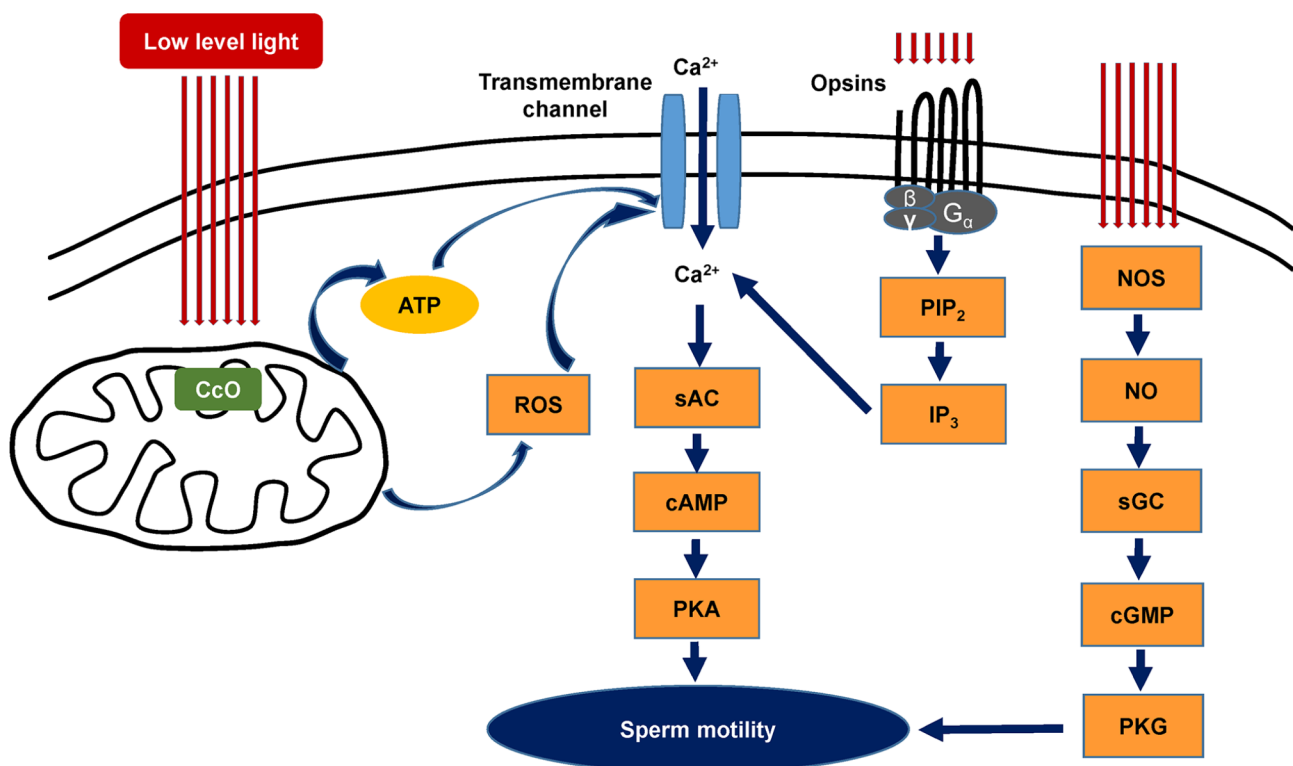 Low level light
Transmembrane
channel
Ca²⁺
Opsins
β
γ
Gα
Ca²⁺
ATP
PIP₂
NOS
CcO
ROS
sAC
IP₃
NO
cAMP
sGC
PKA
cGMP
Sperm motility
PKG